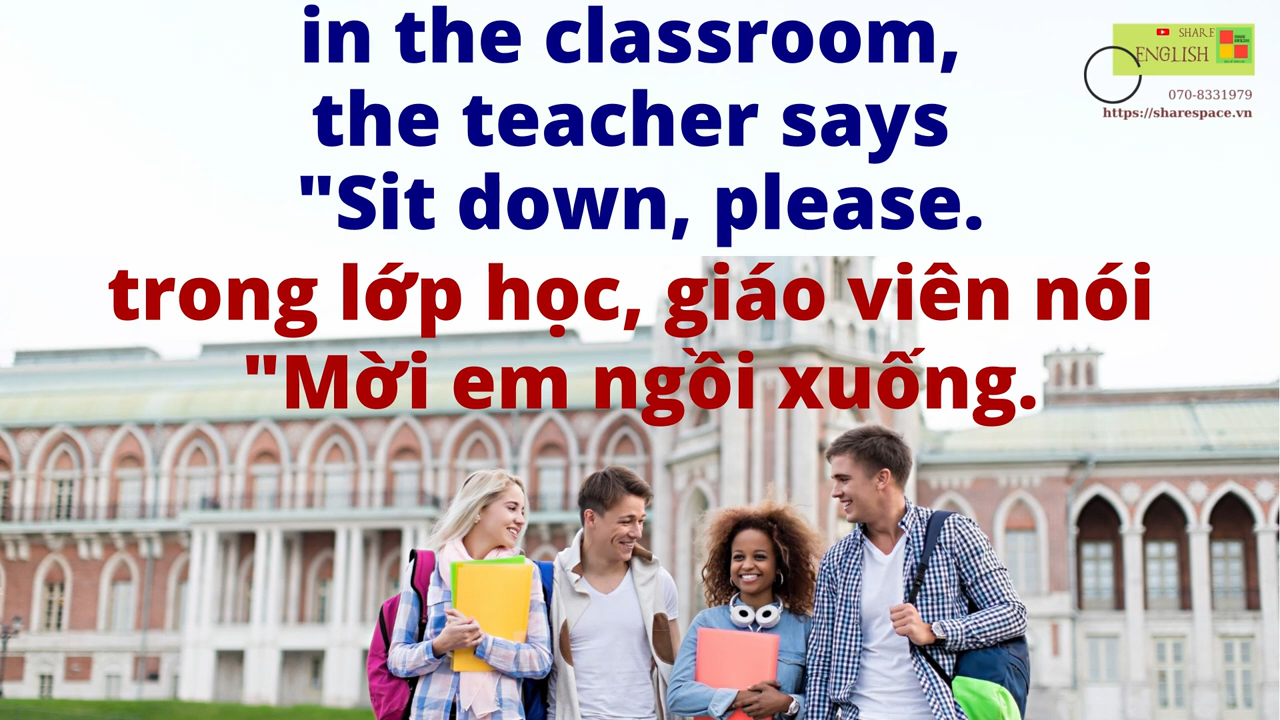 in the classroom,
the teacher says
"Sit down, please.
trong lớp học, giáo viên nói
"Mời em ngồi xuống.
SHARE
ENGLISH
070-8331979
https://sharespace.vn